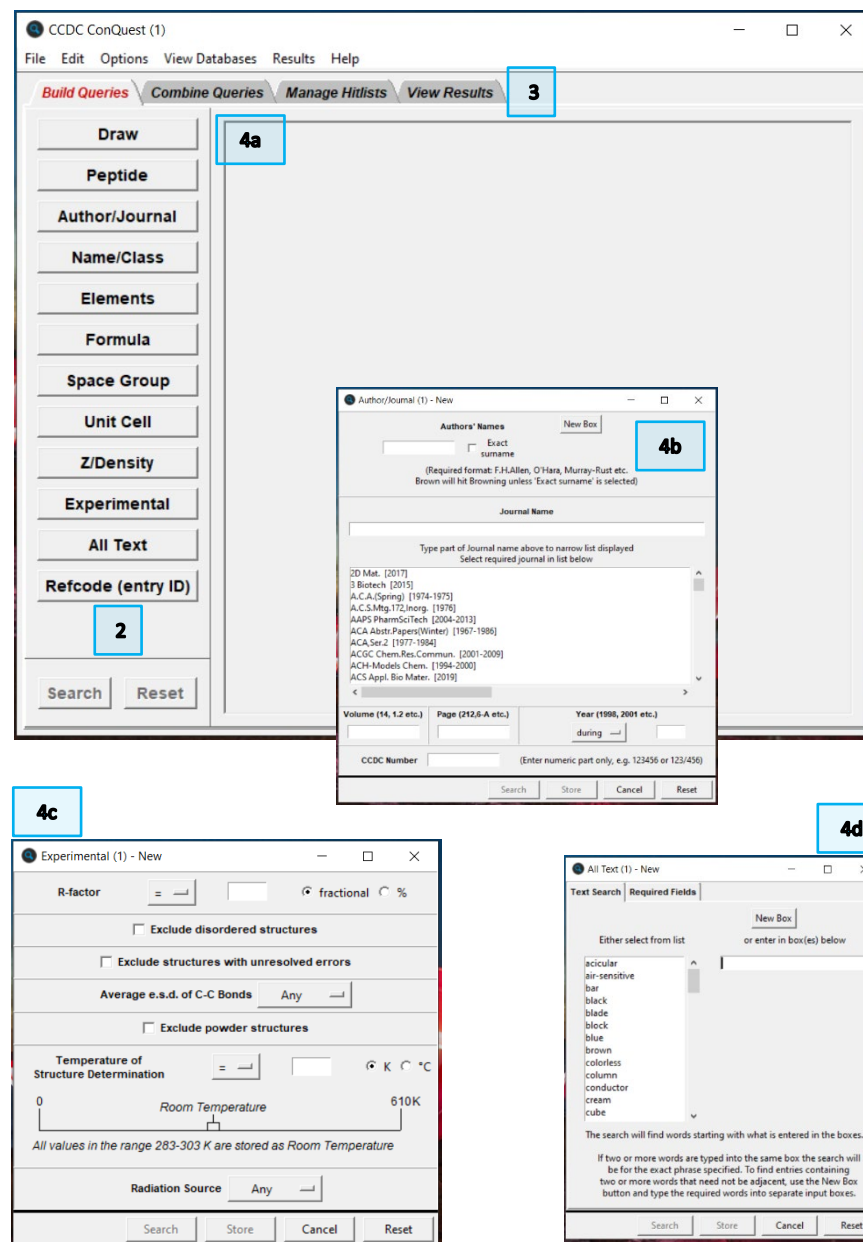 CCDC ConQuest (1)
File Edit Options View Databases Results Help
Build Queries Combine Queries Manage Hitlists View Results 3
4a
Draw
Peptide
Author/Journal
Name/Class
Elements
Formula
Space Group
Unit Cell
Z/Density
Experimental
All Text
Refcode (entry ID)
2
Search Reset
Author/Journal (1) - New
4b
Authors' Names New Box
Exact
surname
(Required format: F.H.Allen, O'Hara, Murray-Rust etc.
Brown will hit Browning unless 'Exact surname' is selected)
Journal Name
Type part of Journal name above to narrow list displayed
Select required journal in list below
2D Mat. [2017]
3 Biotech [2015]
A.C.A.(Spring) [1974-1975]
A.C.S.Mtg.172,Inorg. [1976]
AAPS PharmSciTech [2004-2013]
ACA Abstr.Papers(Winter) [1967-1986]
ACA,Ser.2 [1977-1984]
ACGC Chem.Res.Commun. [2001-2009]
ACH-Models Chem. [1994-2000]
ACS Appl. Bio Mater. [2019]
Volume (14, 1.2 etc.) Page (212,6-A etc.) Year (1998, 2001 etc.)
during
CCDC Number (Enter numeric part only, e.g. 123456 or 123/456)
Search Store Cancel Reset
4c
Experimental (1) - New
R-factor = fractional %
Exclude disordered structures
Exclude structures with unresolved errors
Average e.s.d. of C-C Bonds Any
Exclude powder structures
Temperature of
Structure Determination = K °C
0 Room Temperature 610K
All values in the range 283-303 K are stored as Room Temperature
Radiation Source Any
Search Store Cancel Reset
4d
All Text (1) - New
Text Search Required Fields
New Box
Either select from list or enter in box(es) below
acicular
air-sensitive
bar
black
blade
block
blue
brown
colorless
column
conductor
cream
cube
The search will find words starting with what is entered in the boxes.
If two or more words are typed into the same box the search will
be for the exact phrase specified. To find entries containing
two or more words that need not be adjacent, use the New Box
button and type the required words into separate input boxes.
Search Store Cancel Reset